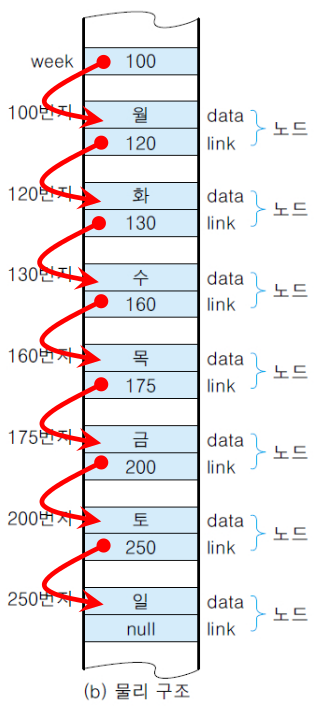 week 100
100번지 월 data
120 link 노드
120번지 화 data
130 link 노드
130번지 수 data
160 link 노드
160번지 목 data
175 link 노드
175번지 금 data
200 link 노드
200번지 토 data
250 link 노드
250번지 일 data
null link 노드
(b) 물리 구조